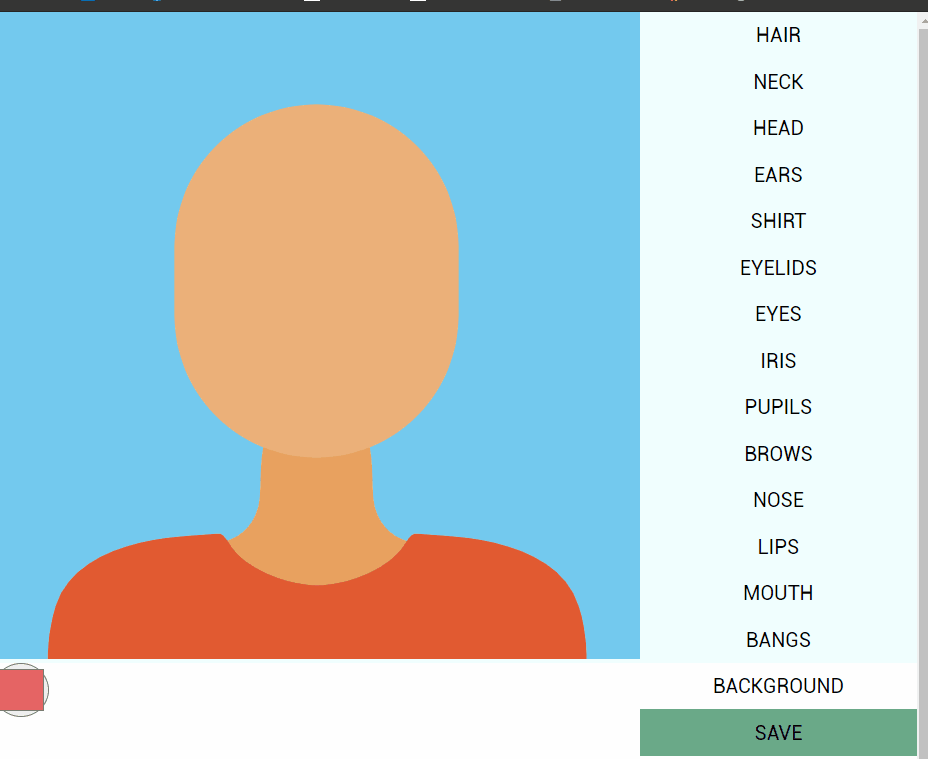 HAIR
NECK
HEAD
EARS
SHIRT
EYELIDS
EYES
IRIS
PUPILS
BROWS
NOSE
LIPS
MOUTH
BANGS
BACKGROUND
SAVE